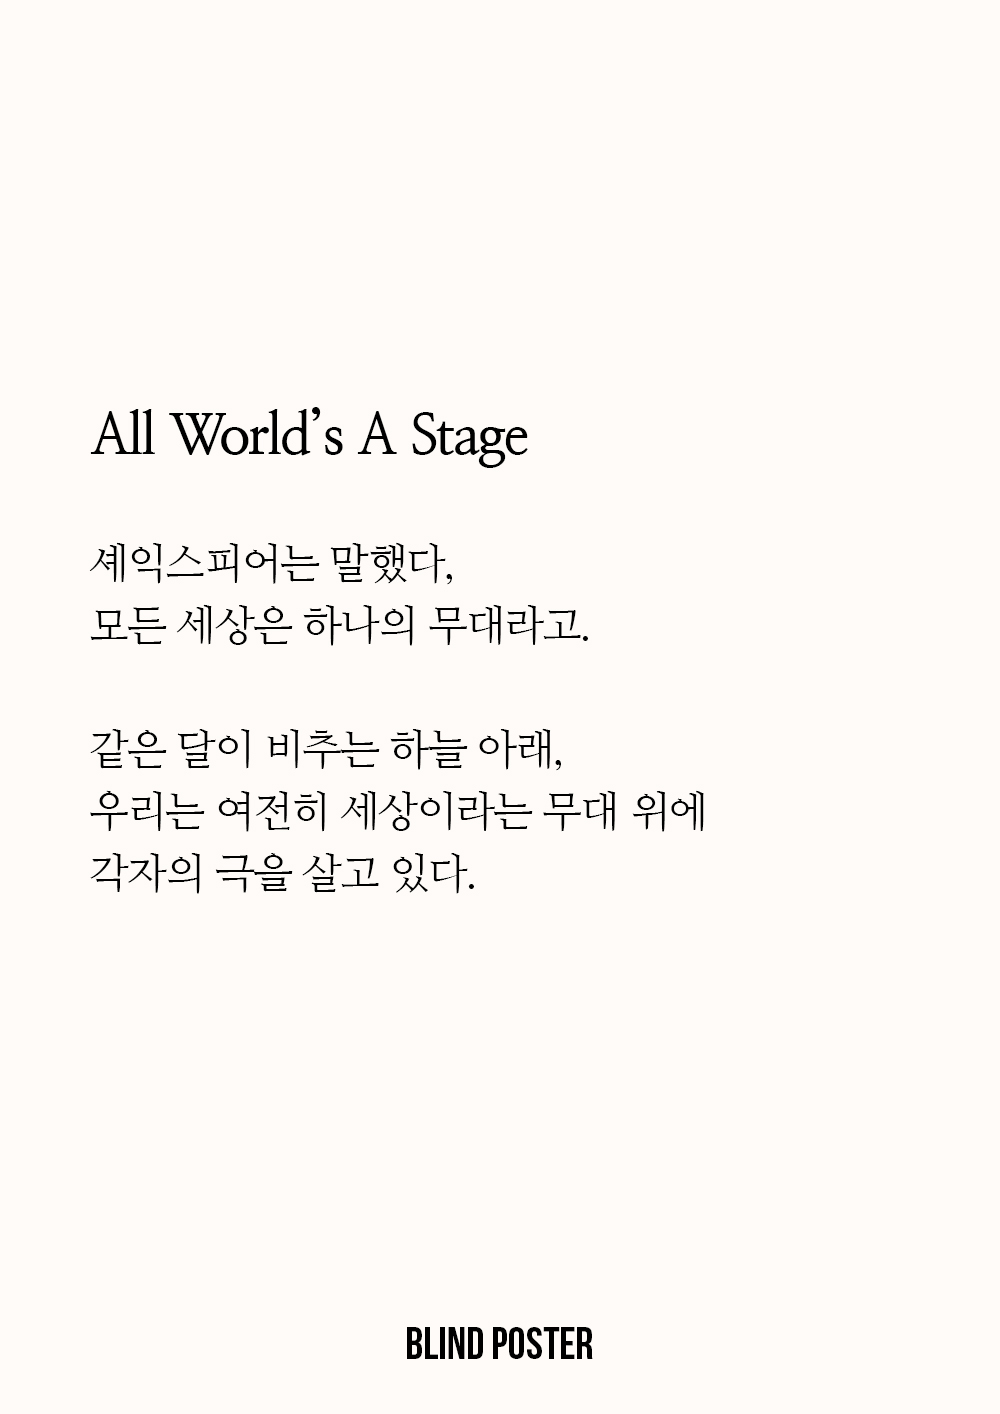 All World’s A Stage
셰익스피어는 말했다,
모든 세상은 하나의 무대라고.
같은 달이 비추는 하늘 아래,
우리는 여전히 세상이라는 무대 위에
각자의 극을 살고 있다.
BLIND POSTER